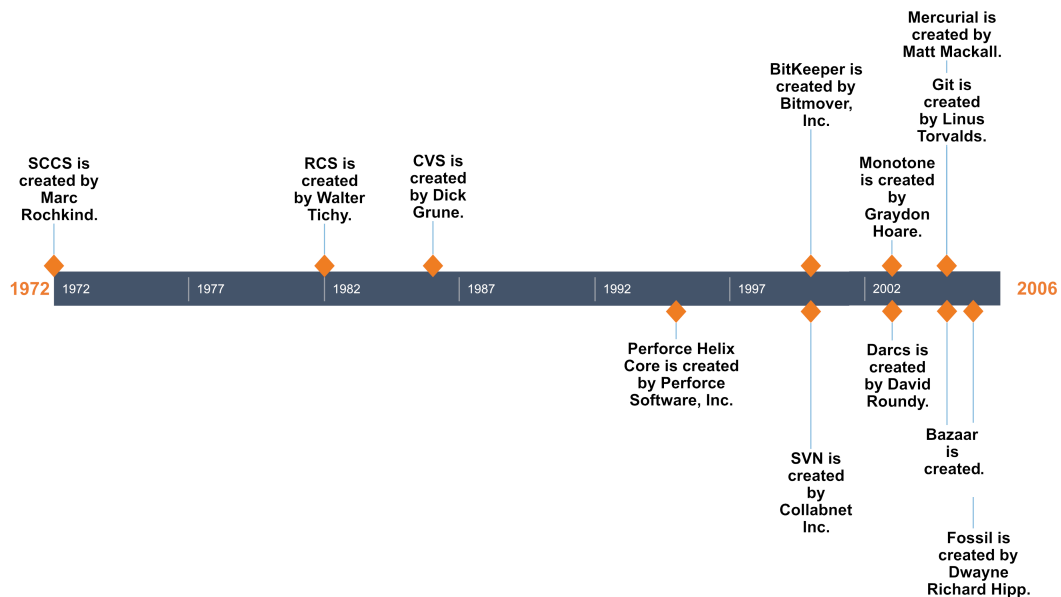 Mercurial is
created by
Matt Mackall.
BitKeeper is
created by
Bitmover,
Inc.
Git is
created
by Linus
Torvalds.
SCCS is
created by
Marc
Rochkind.
RCS is
created
by Walter
Tichy.
CVS is
created
by Dick
Grune.
Monotone
is created
by
Graydon
Hoare.
1972
1972
1977
1982
1987
1992
1997
2002
2006
Perforce Helix
Core is created
by Perforce
Software, Inc.
Darcs is
created
by David
Roundy.
SVN is
created
by
Collabnet
Inc.
Bazaar
is
created.
Fossil is
created by
Dwayne
Richard Hipp.